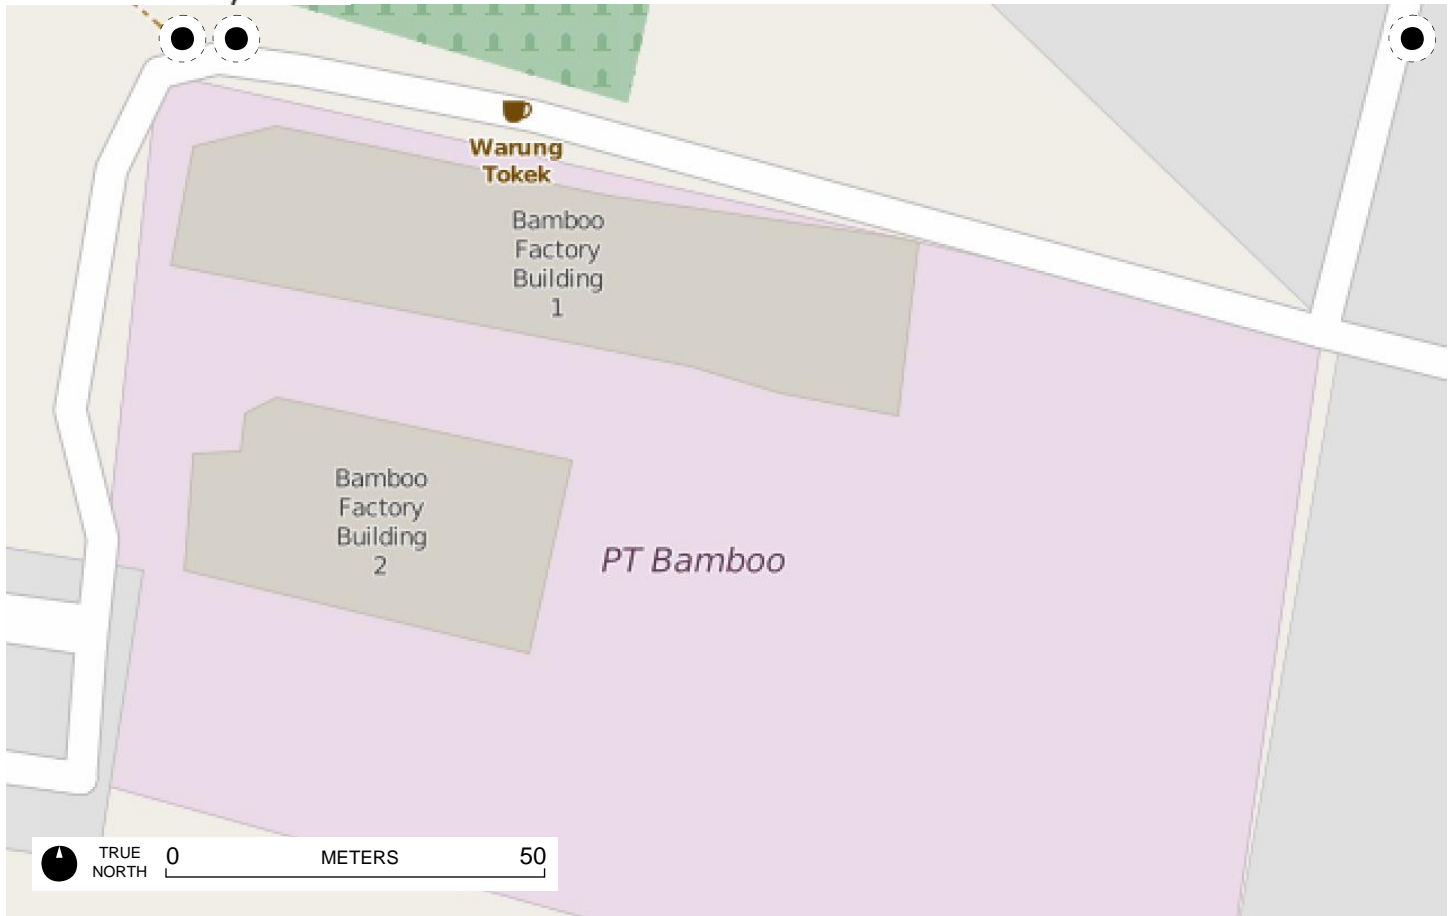 Warung
Tokek
Bamboo
Factory
Building
1
Bamboo
Factory
Building
2
PT Bamboo
TRUE
NORTH
0 METERS 50